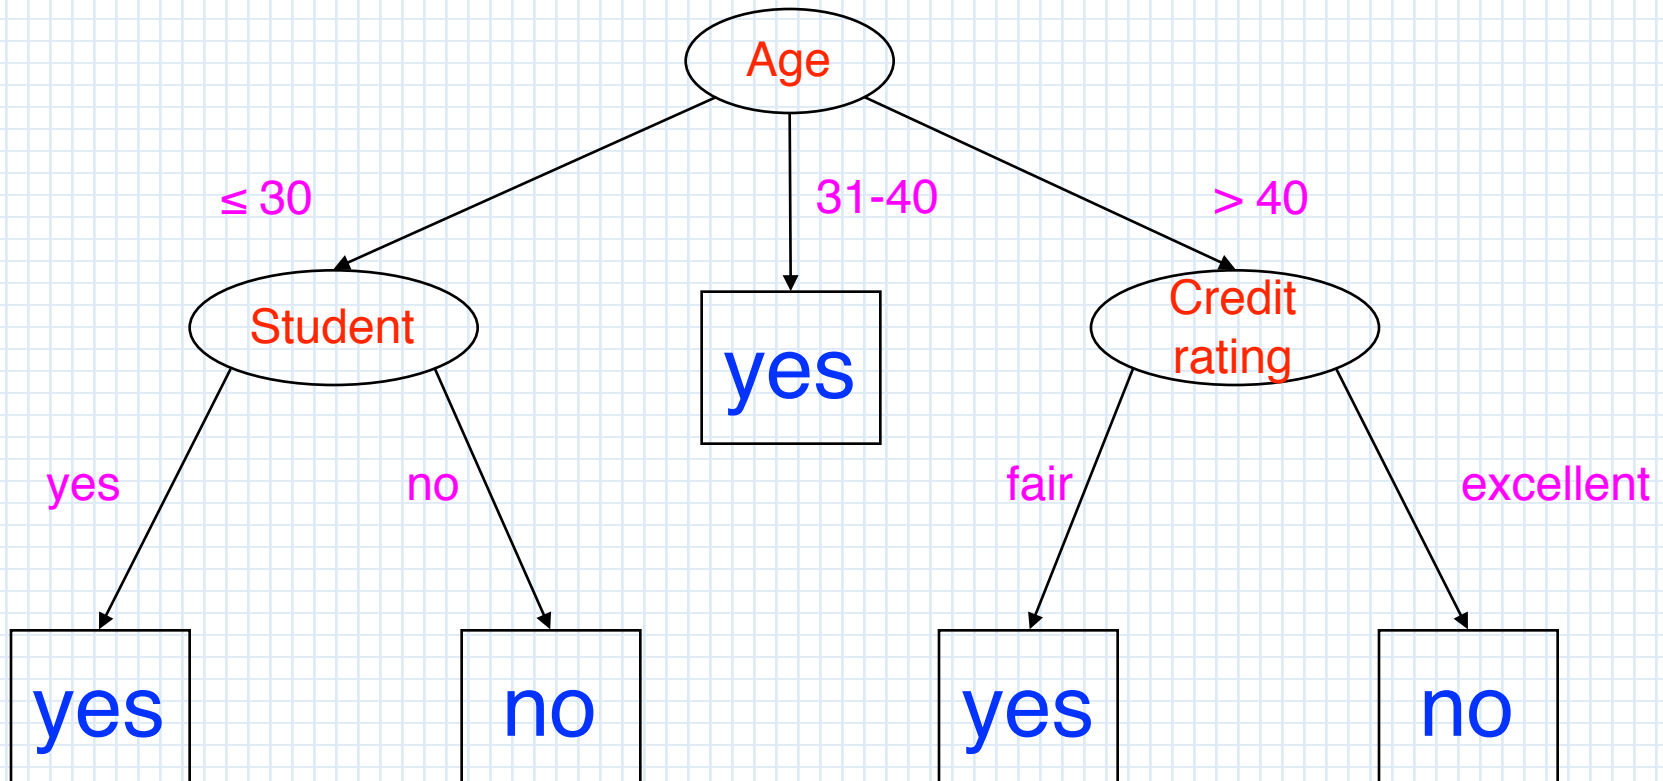 Age
≤ 30
31-40
> 40
Student
yes
Credit
rating
yes
no
fair
excellent
yes
no
yes
no